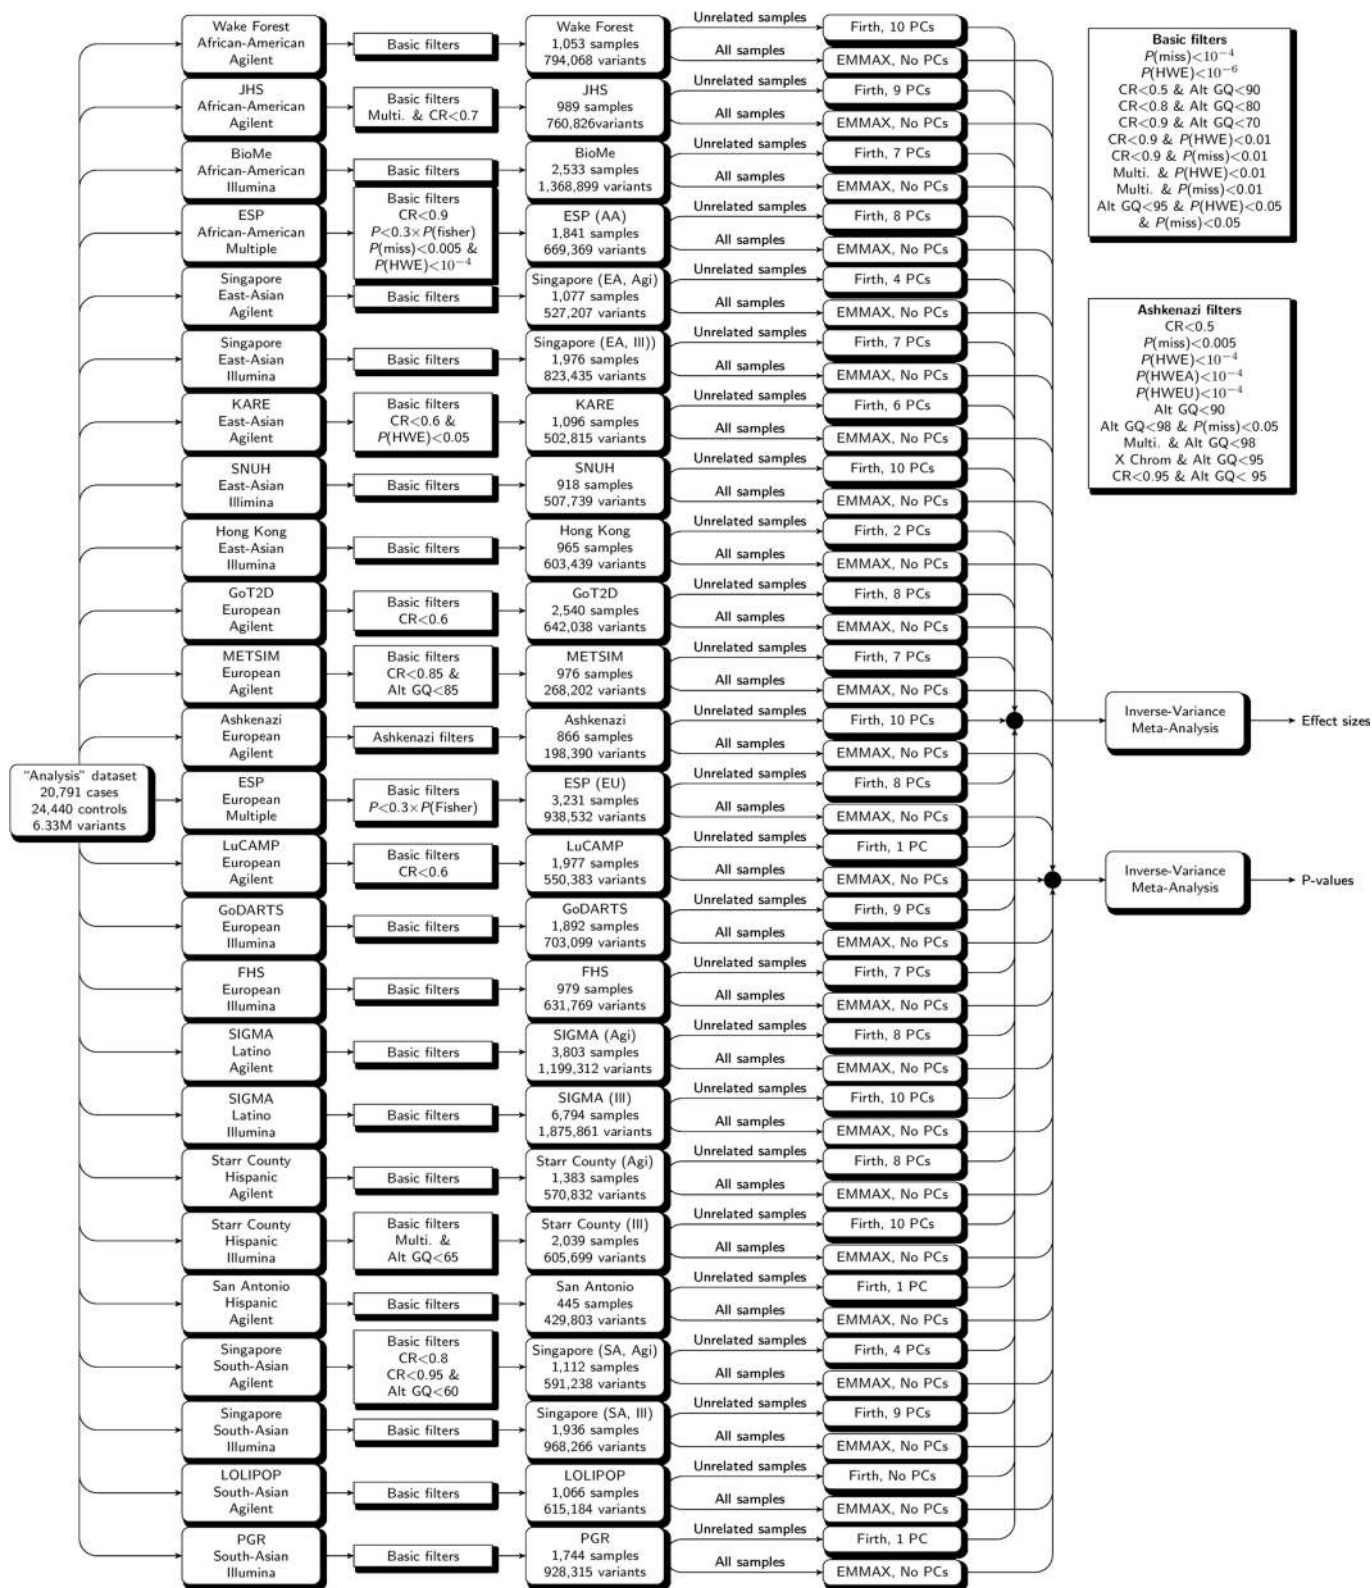 "Analysis" dataset
20,791 cases
24,440 controls
6.33M variants
Wake Forest
African-American
Agilent
Basic filters
Wake Forest
1,053 samples
794,068 variants
Unrelated samples
Firth, 10 PCs
All samples
EMMAX, No PCs
JHS
African-American
Agilent
Basic filters
Multi. & CR<0.7
JHS
989 samples
760,826variants
Unrelated samples
Firth, 9 PCs
All samples
EMMAX, No PCs
BioMe
African-American
Illumina
Basic filters
BioMe
2,533 samples
1,368,899 variants
Unrelated samples
Firth, 7 PCs
All samples
EMMAX, No PCs
ESP
African-American
Multiple
Basic filters
CR<0.9
P<0.3×P(fisher)
P(miss)<0.005 &
P(HWE)<10⁻⁴
ESP (AA)
1,841 samples
669,369 variants
Unrelated samples
Firth, 8 PCs
All samples
EMMAX, No PCs
Singapore
East-Asian
Agilent
Basic filters
Singapore (EA, Agi)
1,077 samples
527,207 variants
Unrelated samples
Firth, 4 PCs
All samples
EMMAX, No PCs
Singapore
East-Asian
Illumina
Basic filters
Singapore (EA, Ill))
1,976 samples
823,435 variants
Unrelated samples
Firth, 7 PCs
All samples
EMMAX, No PCs
KARE
East-Asian
Agilent
Basic filters
CR<0.6 &
P(HWE)<0.05
KARE
1,096 samples
502,815 variants
Unrelated samples
Firth, 6 PCs
All samples
EMMAX, No PCs
SNUH
East-Asian
Illimina
Basic filters
SNUH
918 samples
507,739 variants
Unrelated samples
Firth, 10 PCs
All samples
EMMAX, No PCs
Hong Kong
East-Asian
Illumina
Basic filters
Hong Kong
965 samples
603,439 variants
Unrelated samples
Firth, 2 PCs
All samples
EMMAX, No PCs
GoT2D
European
Agilent
Basic filters
CR<0.6
GoT2D
2,540 samples
642,038 variants
Unrelated samples
Firth, 8 PCs
All samples
EMMAX, No PCs
METSIM
European
Agilent
Basic filters
CR<0.85 &
Alt GQ<85
METSIM
976 samples
268,202 variants
Unrelated samples
Firth, 7 PCs
All samples
EMMAX, No PCs
Ashkenazi
European
Agilent
Ashkenazi filters
Ashkenazi
866 samples
198,390 variants
Unrelated samples
Firth, 10 PCs
All samples
EMMAX, No PCs
ESP
European
Multiple
Basic filters
P<0.3×P(Fisher)
ESP (EU)
3,231 samples
938,532 variants
Unrelated samples
Firth, 8 PCs
All samples
EMMAX, No PCs
LuCAMP
European
Agilent
Basic filters
CR<0.6
LuCAMP
1,977 samples
550,383 variants
Unrelated samples
Firth, 1 PC
All samples
EMMAX, No PCs
GoDARTS
European
Illumina
Basic filters
GoDARTS
1,892 samples
703,099 variants
Unrelated samples
Firth, 9 PCs
All samples
EMMAX, No PCs
FHS
European
Illumina
Basic filters
FHS
979 samples
631,769 variants
Unrelated samples
Firth, 7 PCs
All samples
EMMAX, No PCs
SIGMA
Latino
Agilent
Basic filters
SIGMA (Agi)
3,803 samples
1,199,312 variants
Unrelated samples
Firth, 8 PCs
All samples
EMMAX, No PCs
SIGMA
Latino
Illumina
Basic filters
SIGMA (Ill)
6,794 samples
1,875,861 variants
Unrelated samples
Firth, 10 PCs
All samples
EMMAX, No PCs
Starr County
Hispanic
Agilent
Basic filters
Starr County (Agi)
1,383 samples
570,832 variants
Unrelated samples
Firth, 8 PCs
All samples
EMMAX, No PCs
Starr County
Hispanic
Illumina
Basic filters
Multi. &
Alt GQ<65
Starr County (Ill)
2,039 samples
605,699 variants
Unrelated samples
Firth, 10 PCs
All samples
EMMAX, No PCs
San Antonio
Hispanic
Agilent
Basic filters
San Antonio
445 samples
429,803 variants
Unrelated samples
Firth, 1 PC
All samples
EMMAX, No PCs
Singapore
South-Asian
Agilent
Basic filters
CR<0.8
CR<0.95 &
Alt GQ<60
Singapore (SA, Agi)
1,112 samples
591,238 variants
Unrelated samples
Firth, 4 PCs
All samples
EMMAX, No PCs
Singapore
South-Asian
Illumina
Basic filters
Singapore (SA, Ill)
1,936 samples
968,266 variants
Unrelated samples
Firth, 9 PCs
All samples
EMMAX, No PCs
LOLIPOP
South-Asian
Agilent
Basic filters
LOLIPOP
1,066 samples
615,184 variants
Unrelated samples
Firth, No PCs
All samples
EMMAX, No PCs
PGR
South-Asian
Illumina
Basic filters
PGR
1,744 samples
928,315 variants
Unrelated samples
Firth, 1 PC
All samples
EMMAX, No PCs
Basic filters
P(miss)<10⁻⁴
P(HWE)<10⁻⁶
CR<0.5 & Alt GQ<90
CR<0.8 & Alt GQ<80
CR<0.9 & Alt GQ<70
CR<0.9 & P(HWE)<0.01
CR<0.9 & P(miss)<0.01
Multi. & P(HWE)<0.01
Multi. & P(miss)<0.01
Alt GQ<95 & P(HWE)<0.05
& P(miss)<0.05
Ashkenazi filters
CR<0.5
P(miss)<0.005
P(HWE)<10⁻⁴
P(HWEA)<10⁻⁴
P(HWEU)<10⁻⁴
Alt GQ<90
Alt GQ<98 & P(miss)<0.05
Multi. & Alt GQ<98
X Chrom & Alt GQ<95
CR<0.95 & Alt GQ< 95
Inverse-Variance
Meta-Analysis
Effect sizes
Inverse-Variance
Meta-Analysis
P-values